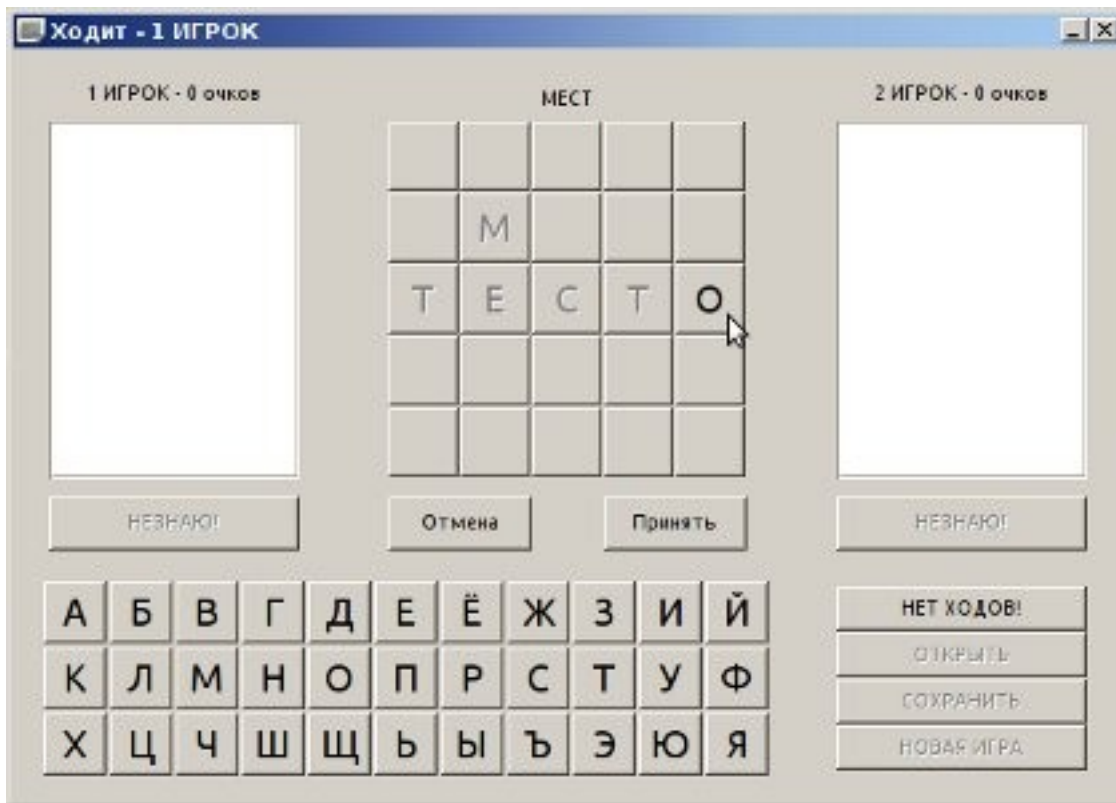 Ходит - 1 ИГРОК
1 ИГРОК - 0 очков
МЕСТ
2 ИГРОК - 0 очков
М
Т Е С Т О
НЕЗНАЮ!
Отмена
Принять
НЕЗНАЮ!
А Б В Г Д Е Ё Ж З И Й
К Л М Н О П Р С Т У Ф
Х Ц Ч Ш Щ Ь Ы Ъ Э Ю Я
НЕТ ХОДОВ!
ОТКРЫТЬ
СОХРАНИТЬ
НОВАЯ ИГРА